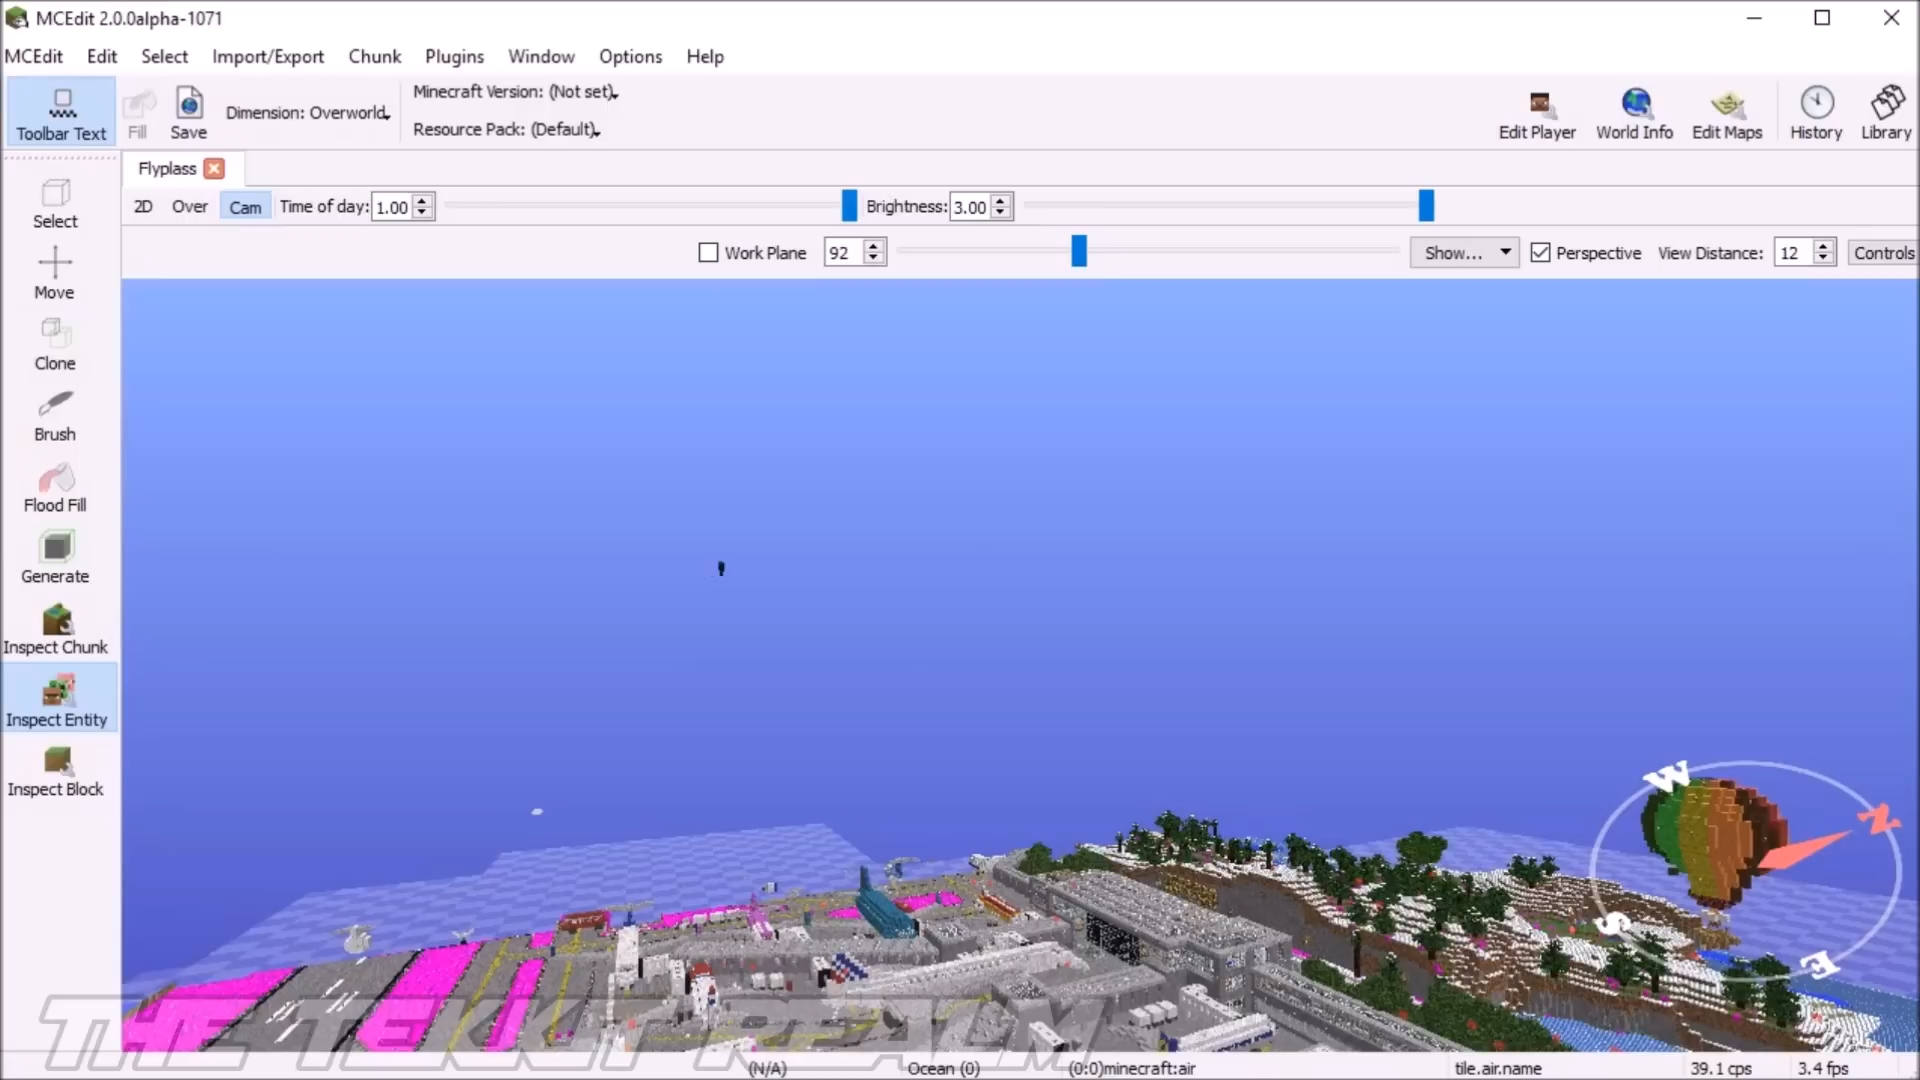 MCEdit 2.0.0alpha-1071
MCEdit Edit Select Import/Export Chunk Plugins Window Options Help
Toolbar Text
Fill
Save
Dimension: Overworld
Minecraft Version: (Not set)
Resource Pack: (Default)
Edit Player
World Info
Edit Maps
History
Library
Flyplass
2D Over Cam Time of day: 1.00 Brightness: 3.00
Work Plane 92 Show... Perspective View Distance: 12 Controls
Select
Move
Clone
Brush
Flood Fill
Generate
Inspect Chunk
Inspect Entity
Inspect Block
W
N
S
E
THE TEKKIT REALM
(N/A) Ocean (0) (0:0)minecraft:air tile.air.name 39.1 cps 3.4 fps